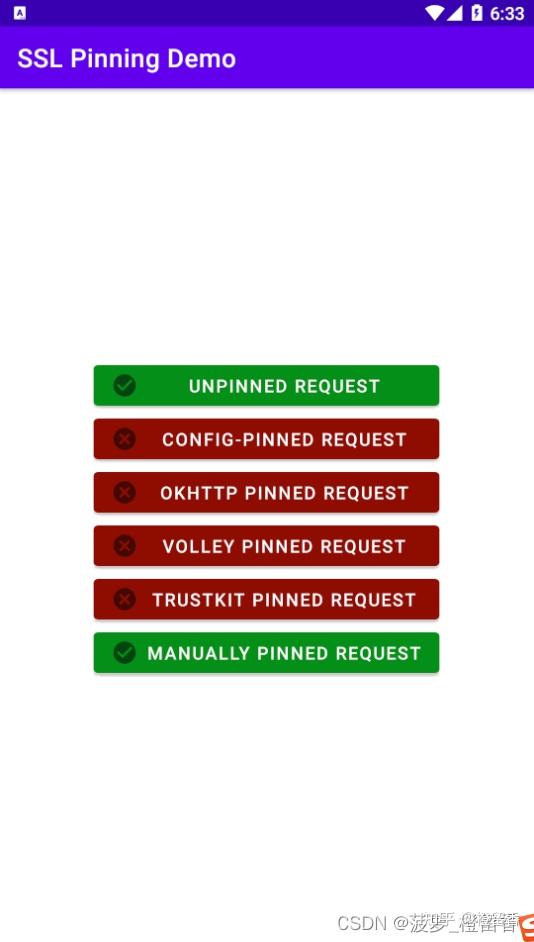 A
6:33
SSL Pinning Demo
UNPINNED REQUEST
CONFIG-PINNED REQUEST
OKHTTP PINNED REQUEST
VOLLEY PINNED REQUEST
TRUSTKIT PINNED REQUEST
MANUALLY PINNED REQUEST
CSDN @菠萝_橙留香